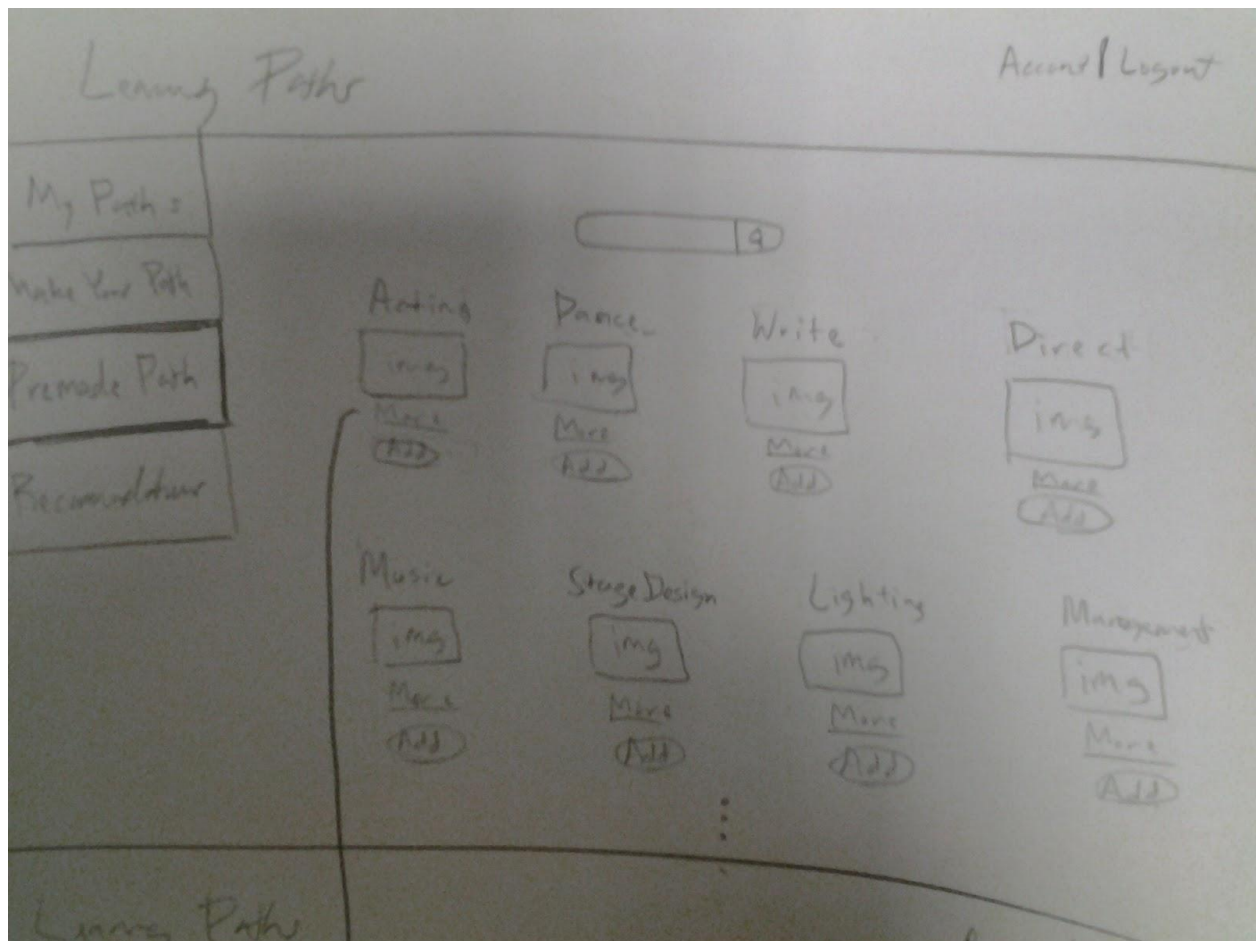 Learning Paths
Account | Logout
My Paths
Make Your Path
Premade Path
Acting Dance Write Direct
img img img img
More More More More
Add Add Add Add
Music Stage Design Lighting Management
img img img img
More More More More
Add Add Add Add
Learning Paths